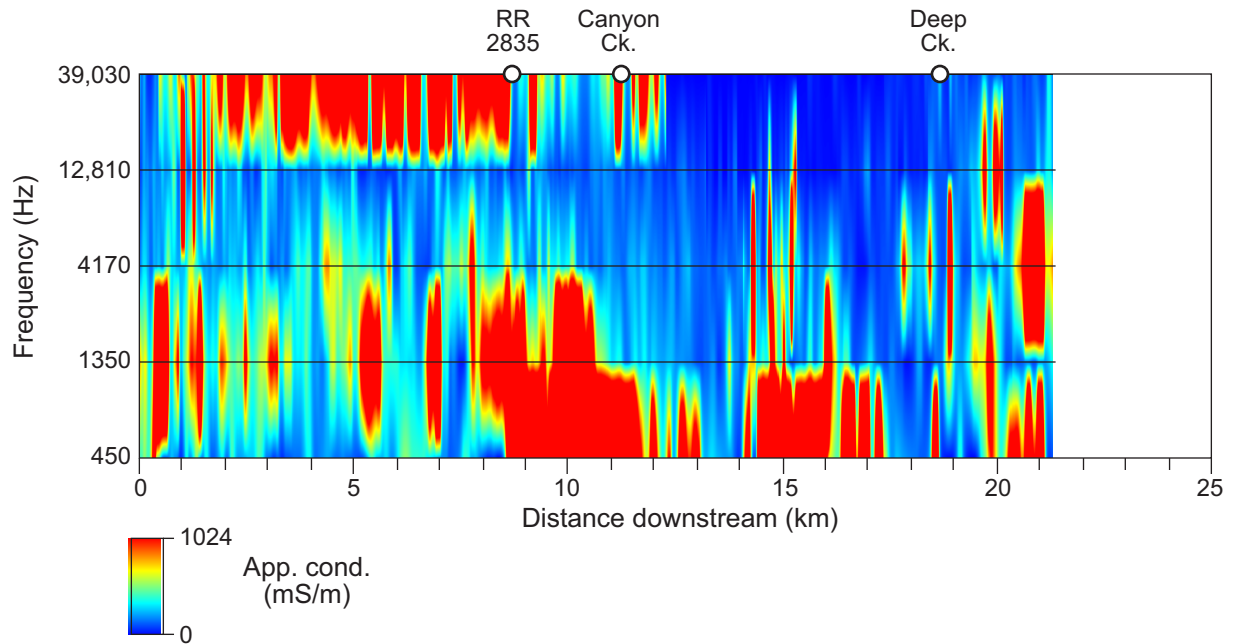 RR
2835
Canyon
Ck.
Deep
Ck.
39,030
12,810
4170
1350
450
Frequency (Hz)
0
5
10
15
20
25
Distance downstream (km)
1024
0
App. cond.
(mS/m)